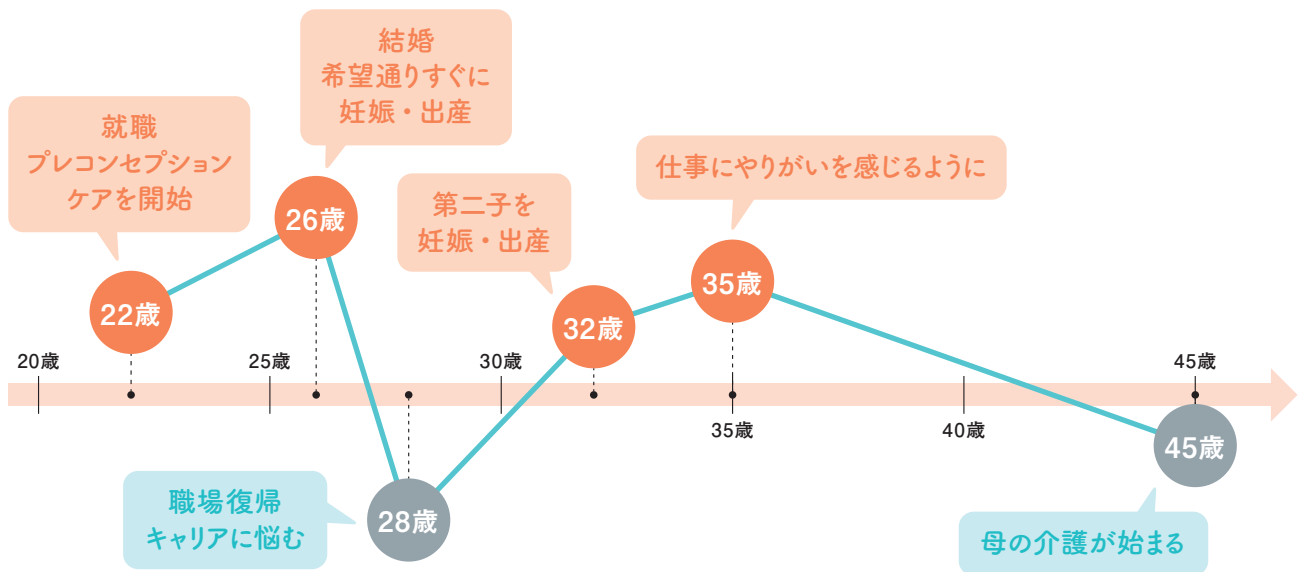 結婚
希望通りすぐに
妊娠・出産
就職
プレコンセプション
ケアを開始
仕事にやりがいを感じるように
第二子を
妊娠・出産
26歳
35歳
22歳
32歳
20歳
25歳
30歳
45歳
35歳
40歳
45歳
職場復帰
キャリアに悩む
28歳
母の介護が始まる